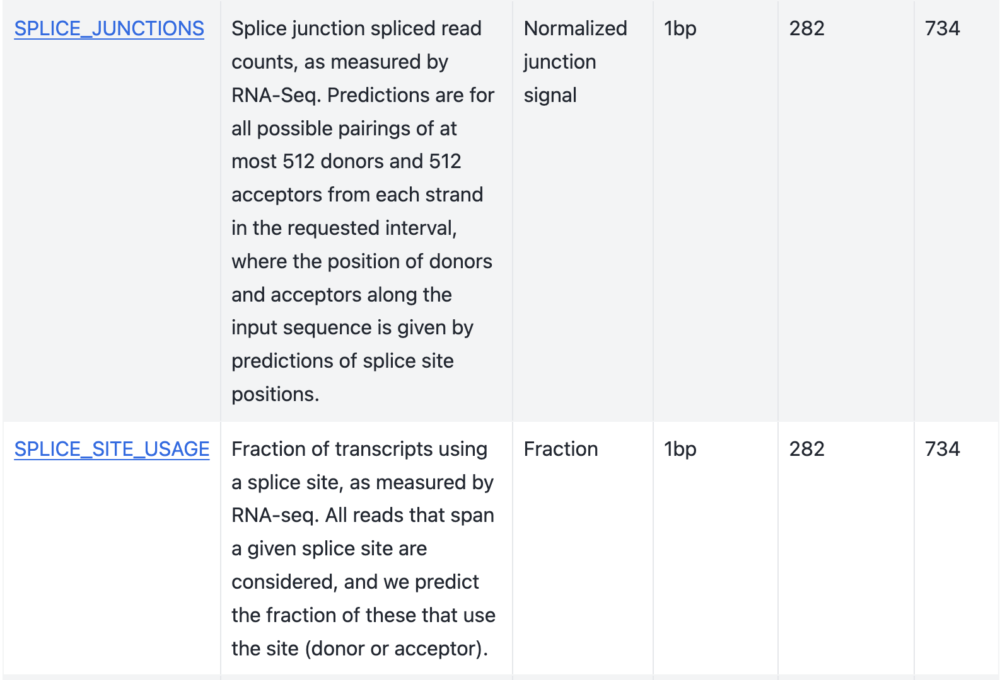 SPLICE_JUNCTIONS Splice junction spliced read Normalized 1bp 282 734
counts, as measured by junction
RNA-Seq. Predictions are for signal
all possible pairings of at
most 512 donors and 512
acceptors from each strand
in the requested interval,
where the position of donors
and acceptors along the
input sequence is given by
predictions of splice site
positions.
SPLICE_SITE_USAGE Fraction of transcripts using Fraction 1bp 282 734
a splice site, as measured by
RNA-seq. All reads that span
a given splice site are
considered, and we predict
the fraction of these that use
the site (donor or acceptor).